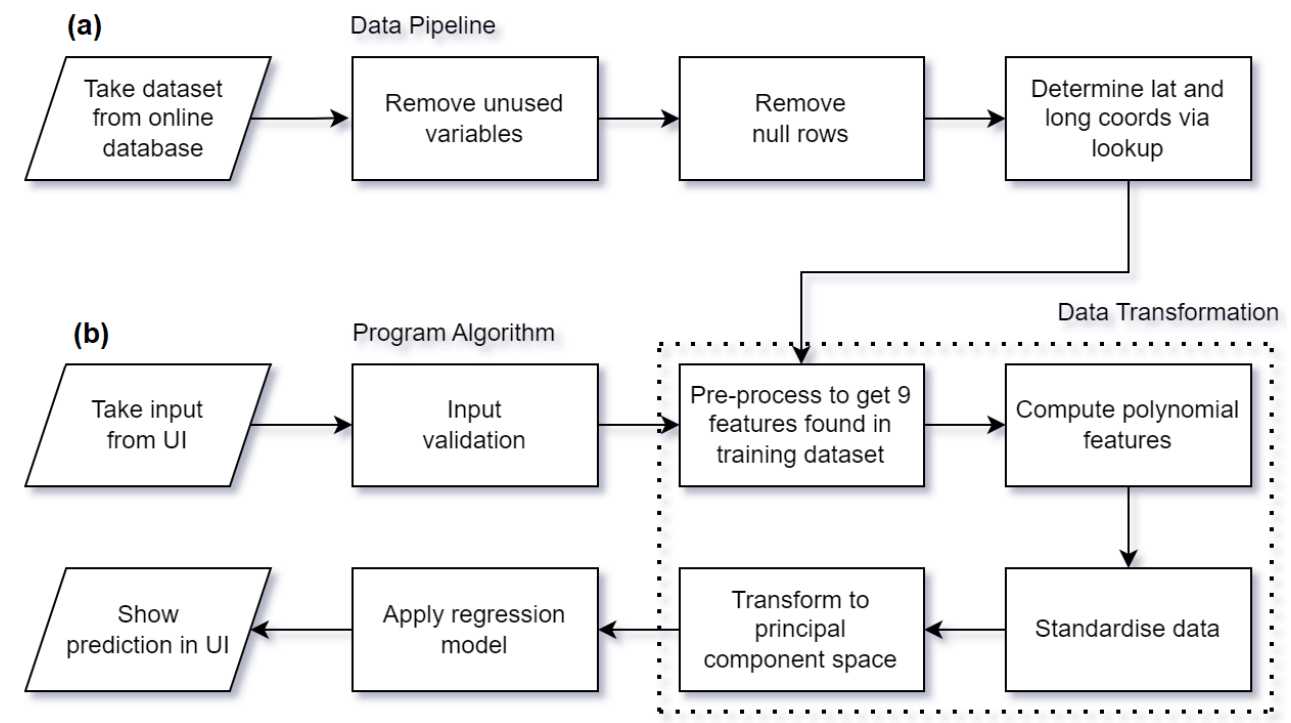 (a)
Data Pipeline
Take dataset
from online
database
Remove unused
variables
Remove
null rows
Determine lat and
long coords via
lookup
(b)
Program Algorithm
Data Transformation
Take input
from UI
Input
validation
Pre-process to get 9
features found in
training dataset
Compute polynomial
features
Show
prediction in UI
Apply regression
model
Transform to
principal
component space
Standardise data